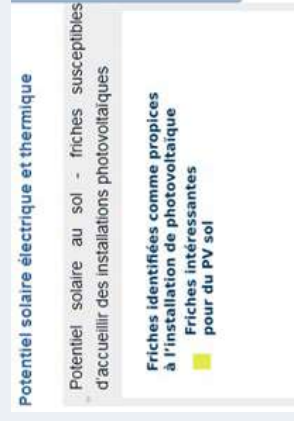 Potentiel solaire électrique et thermique
Potentiel solaire au sol - friches susceptibles
d'accueillir des installations photovoltaïques
Friches identifiées comme propices
à l'installation de photovoltaïque
Friches intéressantes
pour du PV sol